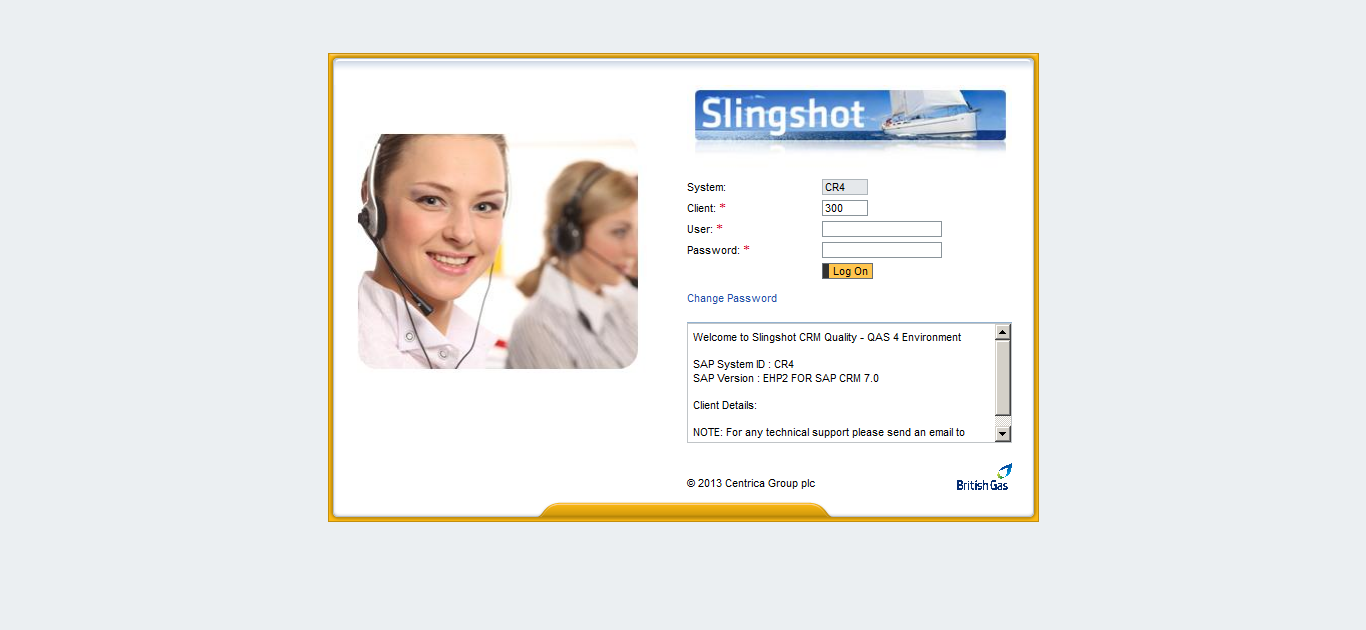 Slingshot
System: CR4
Client: * 300
User: *
Password: *
Log On
Change Password
Welcome to Slingshot CRM Quality - QAS 4 Environment
SAP System ID : CR4
SAP Version : EHP2 FOR SAP CRM 7.0
Client Details:
NOTE: For any technical support please send an email to
© 2013 Centrica Group plc
British Gas